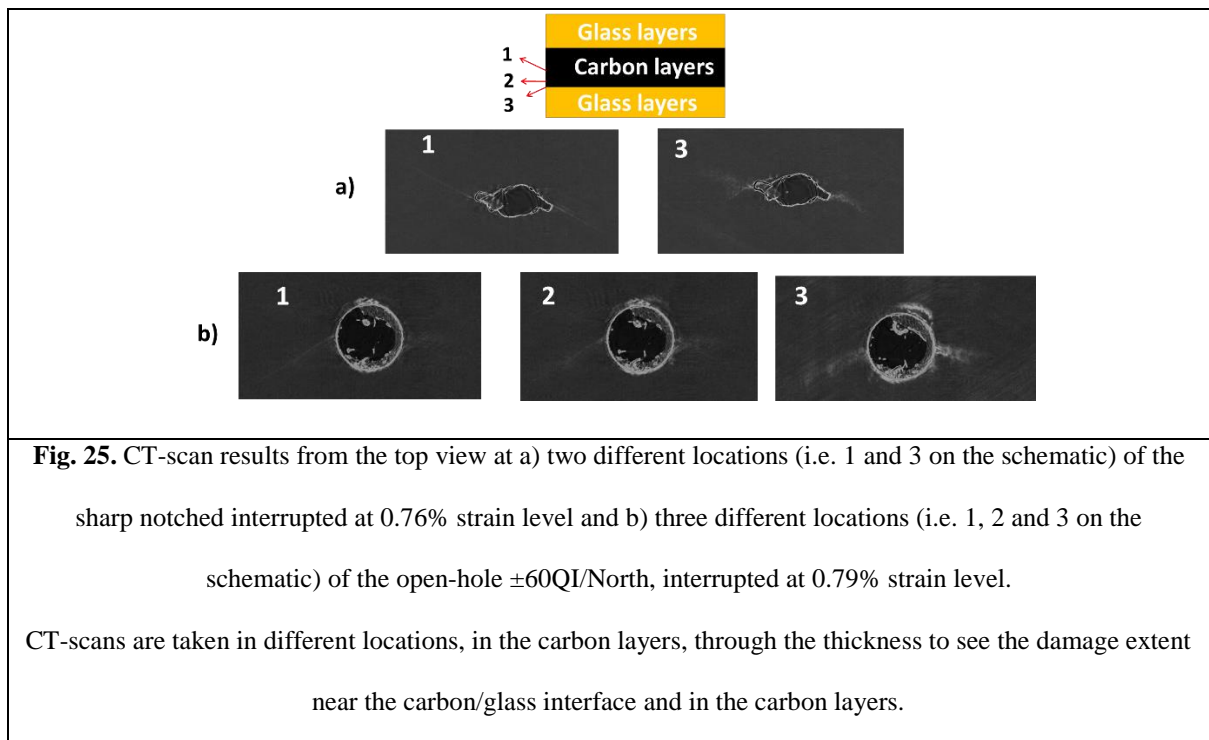 Glass layers
1
Carbon layers
2
3
Glass layers
1
3
a)
1
2
3
b)
Fig. 25. CT-scan results from the top view at a) two different locations (i.e. 1 and 3 on the schematic) of the
sharp notched interrupted at 0.76% strain level and b) three different locations (i.e. 1, 2 and 3 on the
schematic) of the open-hole ±60QI/North, interrupted at 0.79% strain level.
CT-scans are taken in different locations, in the carbon layers, through the thickness to see the damage extent
near the carbon/glass interface and in the carbon layers.